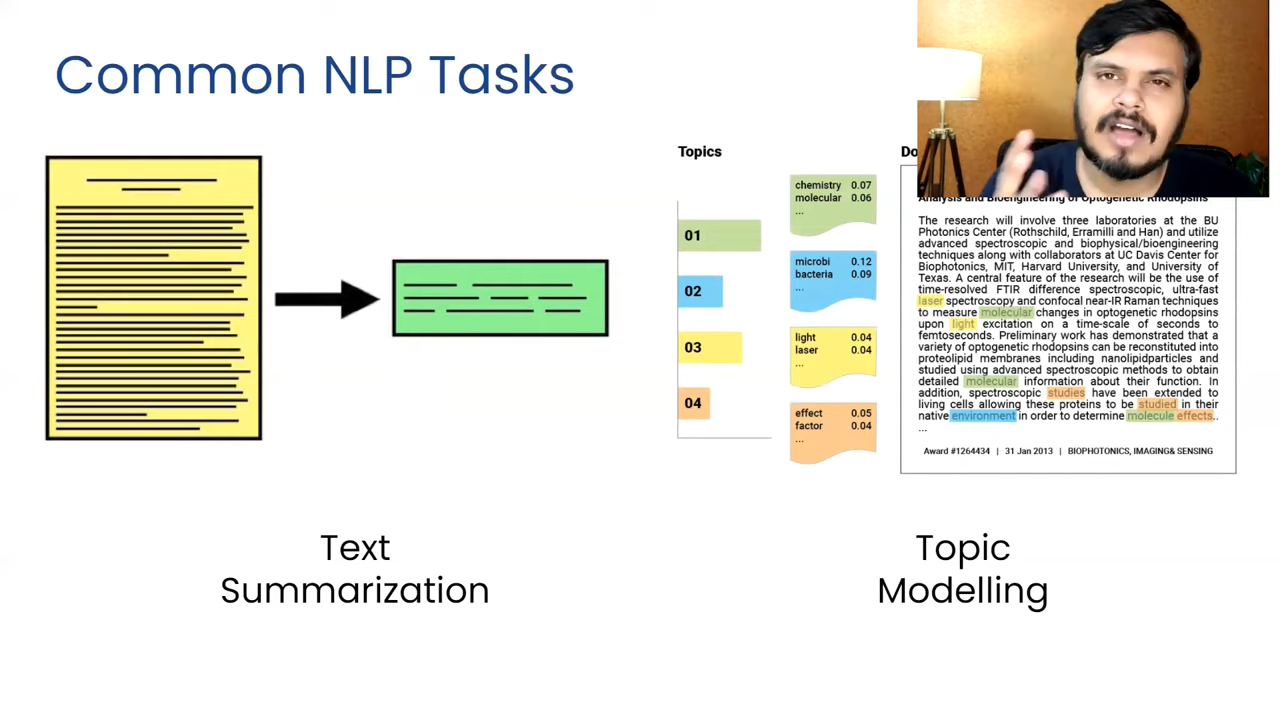 Common NLP Tasks
Text
Summarization
Topics
01
02
03
04
chemistry 0.07
molecular 0.06
...
microbi 0.12
bacteria 0.09
...
light 0.04
laser 0.04
...
effect 0.05
factor 0.04
...
Analysis and Bioengineering of Optogenetic Rhodopsins
The research will involve three laboratories at the BU
Photonics Center (Rothschild, Erramilli and Han) and utilize
advanced spectroscopic and biophysical/bioengineering
techniques along with collaborators at UC Davis Center for
Biophotonics, MIT, Harvard University, and University of
Texas. A central feature of the research will be the use of
time-resolved FTIR difference spectroscopic, ultra-fast
laser spectroscopy and confocal near-IR Raman techniques
to measure molecular changes in optogenetic rhodopsins
upon light excitation on a time-scale of seconds to
femtoseconds. Preliminary work has demonstrated that a
variety of optogenetic rhodopsins can be reconstituted into
proteolipid membranes including nanolipidparticles and
studied using advanced spectroscopic methods to obtain
detailed molecular information about their function. In
addition, spectroscopic studies have been extended to
living cells allowing these proteins to be studied in their
native environment in order to determine molecule effects..
...
Award #1264434 | 31 Jan 2013 | BIOPHOTONICS, IMAGING& SENSING
Topic
Modelling